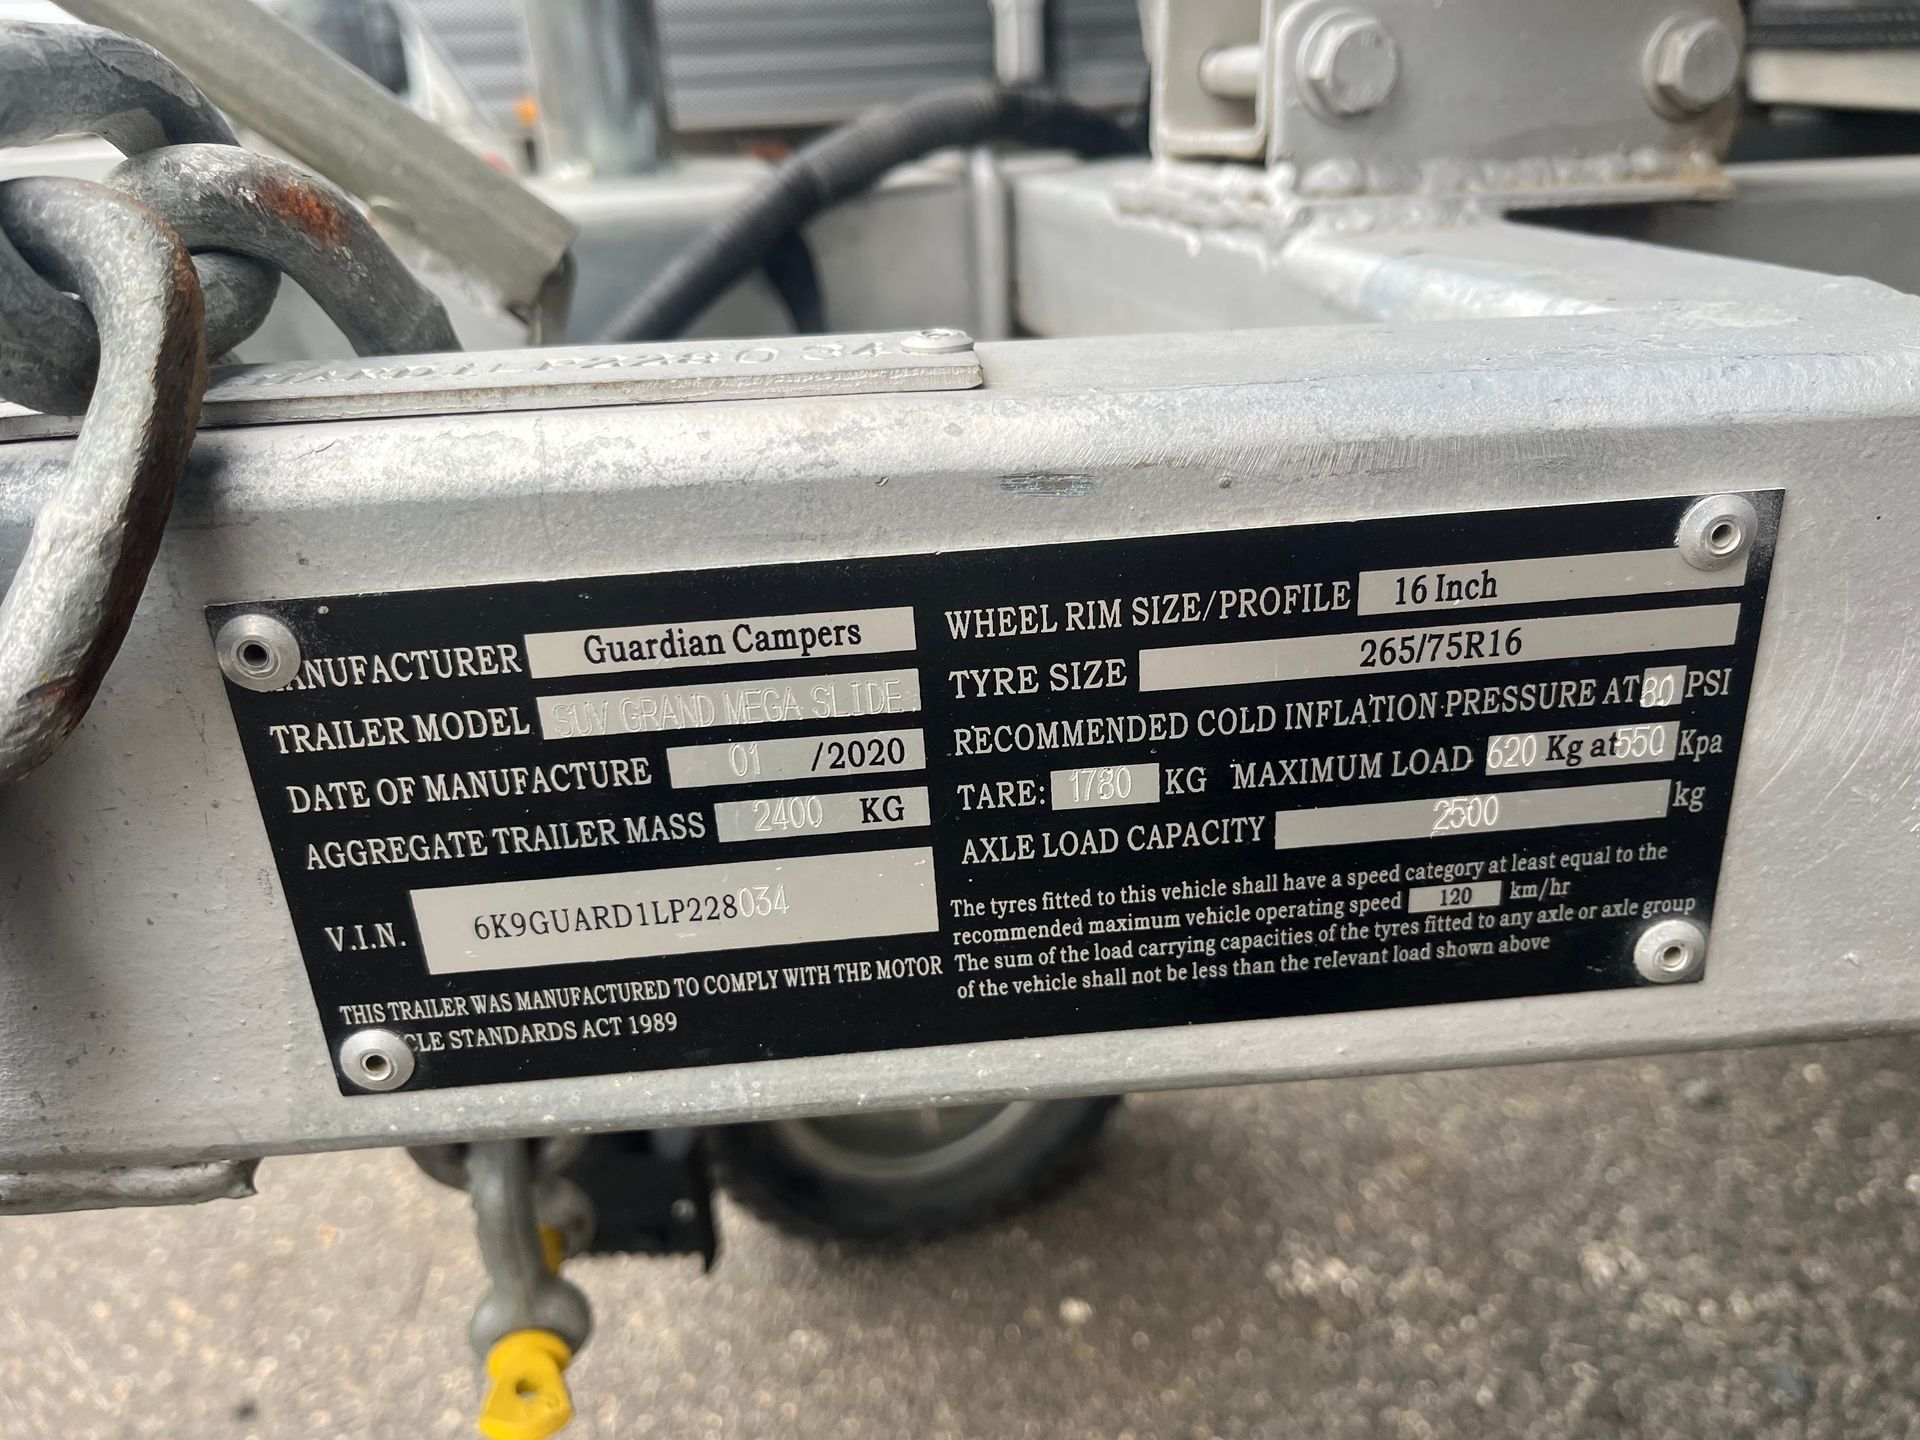 ARD1LP228034
MANUFACTURER Guardian Campers
TRAILER MODEL SUV GRAND MEGA SLIDE
DATE OF MANUFACTURE 01 /2020
AGGREGATE TRAILER MASS 2400 KG
V.I.N. 6K9GUARD1LP228034
THIS TRAILER WAS MANUFACTURED TO COMPLY WITH THE MOTOR
CLE STANDARDS ACT 1989
WHEEL RIM SIZE/PROFILE 16 Inch
TYRE SIZE 265/75R16
RECOMMENDED COLD INFLATION PRESSURE AT 80 PSI
TARE: 1780 KG MAXIMUM LOAD 620 Kg at 550 Kpa
AXLE LOAD CAPACITY 2500 kg
The tyres fitted to this vehicle shall have a speed category at least equal to the
recommended maximum vehicle operating speed 120 km/hr
The sum of the load carrying capacities of the tyres fitted to any axle or axle group
of the vehicle shall not be less than the relevant load shown above